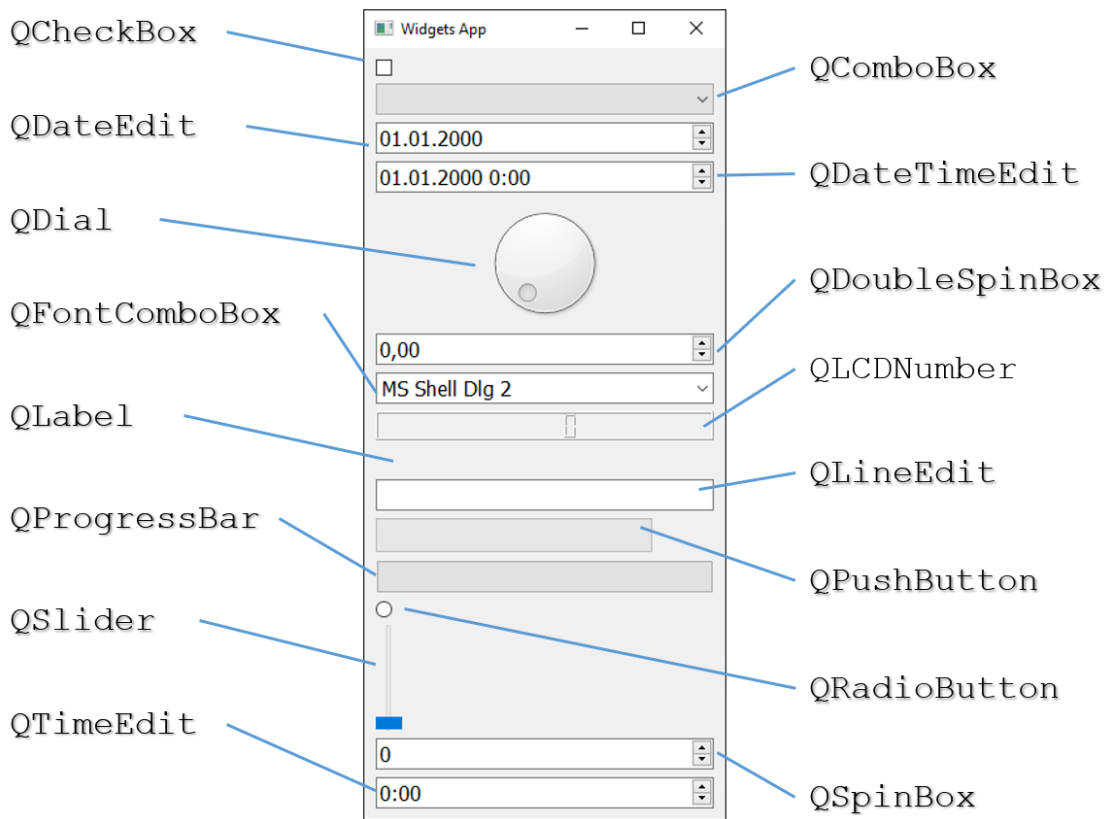 Widgets App
QCheckBox
QComboBox
QDateEdit
01.01.2000
01.01.2000 0:00
QDateTimeEdit
QDial
QDoubleSpinBox
QFontComboBox
0,00
QLCDNumber
MS Shell Dlg 2
QLabel
0
QLineEdit
QProgressBar
QPushButton
QSlider
QRadioButton
QTimeEdit
0
0:00
QSpinBox